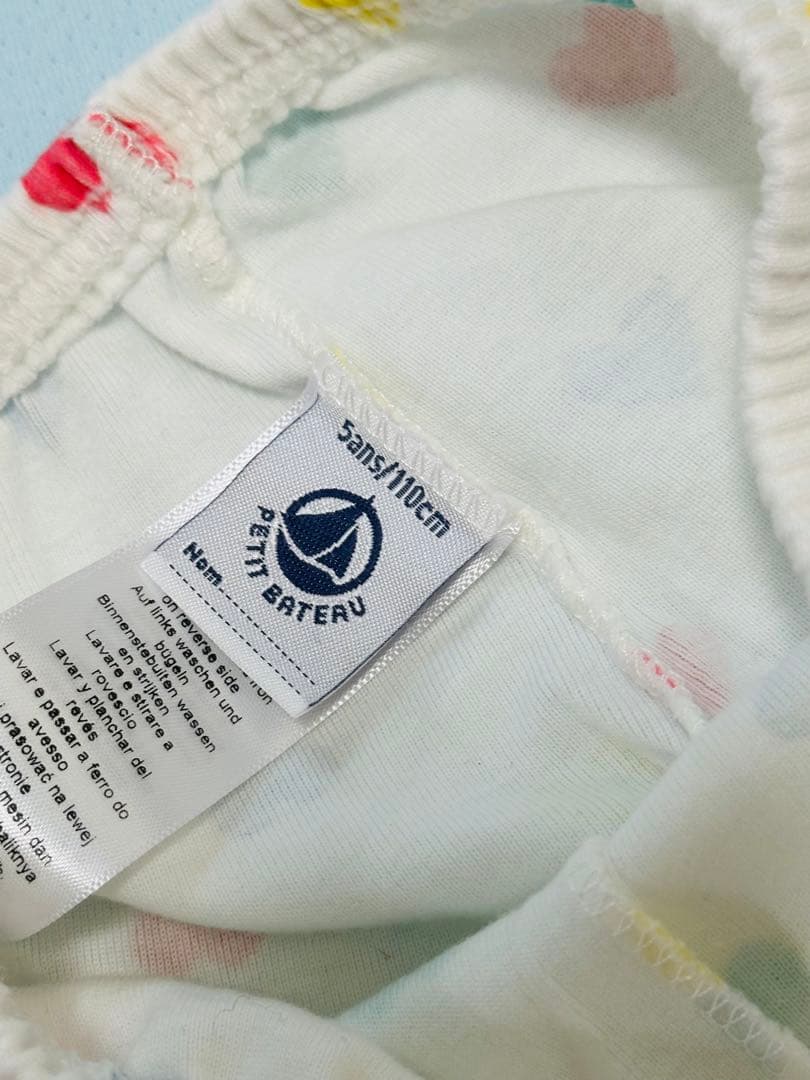 5ans/110cm
PETIT BATEAU
Nom
on reverse side
Auf links waschen und
bügeln
Binnenstebuiten wassen
en strijken
Lavare e stirare a
rovescio
Lavar y planchar del
revés
Lavar e passar a ferro do
avesso
prasować na lewej
stronie
mesin dan